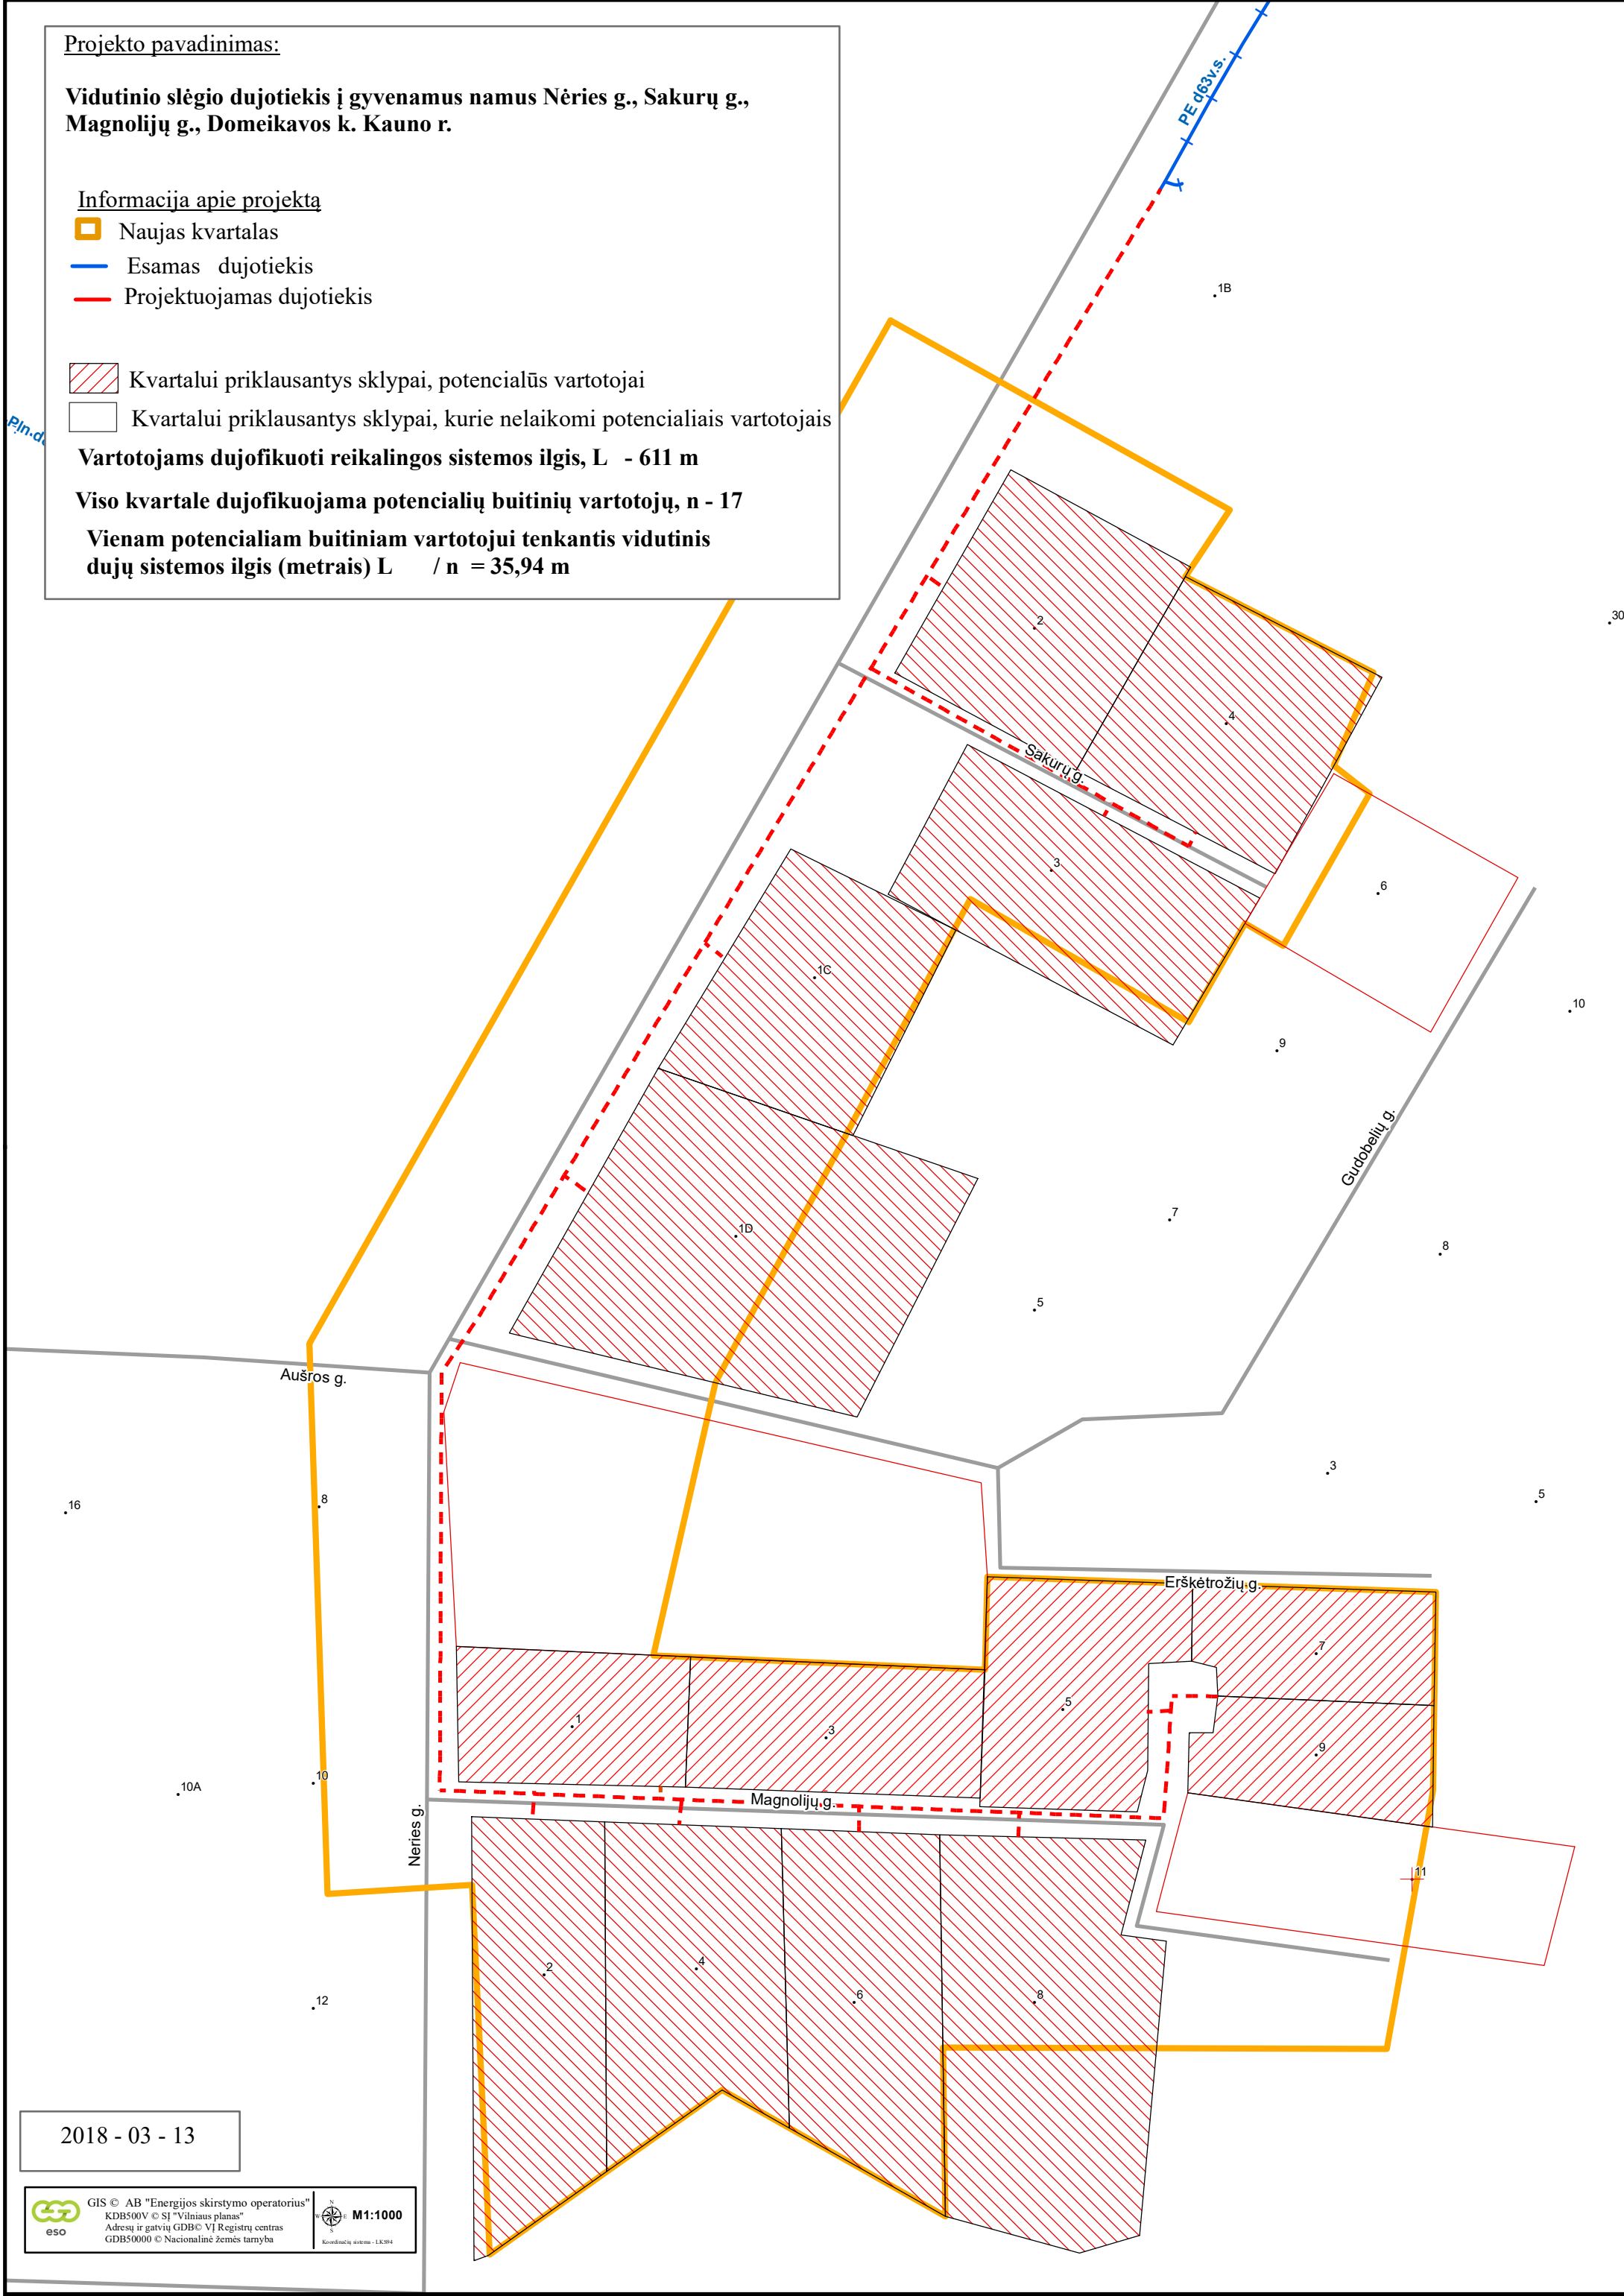 Projekto pavadinimas:
Vidutinio slėgio dujotiekis į gyvenamus namus Nėries g., Sakurų g.,
Magnolijų g., Domeikavos k. Kauno r.
Informacija apie projektą
Naujas kvartalas
Esamas dujotiekis
Projektuojamas dujotiekis
Kvartalui priklausantys sklypai, potencialūs vartotojai
Kvartalui priklausantys sklypai, kurie nelaikomi potencialiais vartotojais
Vartotojams dujofikuoti reikalingos sistemos ilgis, L - 611 m
Viso kvartale dujofikuojama potencialių buitinių vartotojų, n - 17
Vienam potencialiam buitiniam vartotojui tenkantis vidutinis
dujų sistemos ilgis (metrais) L / n = 35,94 m
PE d63v.s.
1B
30
2
4
Sakurų g.
3
6
1C
10
9
Gudobelių g.
7
8
1D
5
Aušros g.
3
5
16
8
Erškėtrožių g.
7
5
1
3
9
10
10A
Magnolijų g.
Neries g.
11
2
4
6
8
12
2018 - 03 - 13
eso
GIS © AB "Energijos skirstymo operatorius"
KDB500V © SĮ "Vilniaus planas"
Adresų ir gatvių GDB© VĮ Registrų centras
GDB50000 © Nacionalinė žemės tarnyba
N
W
E
S
M1:1000
Koordinačių sistema - LKS94